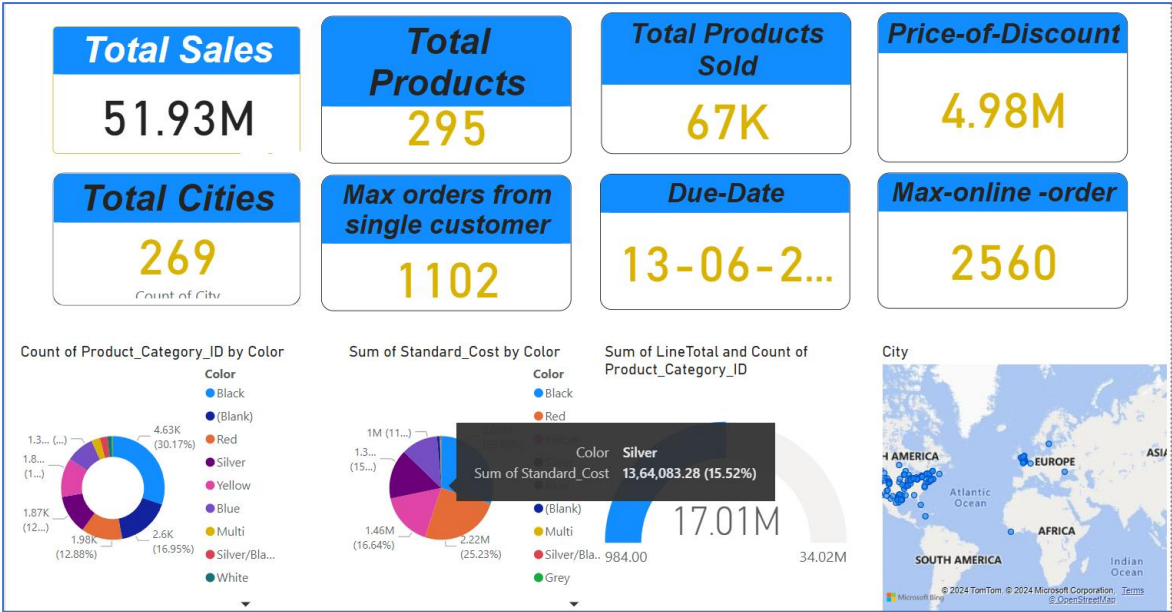 Total Sales
51.93M
Total
Products
295
Total Products
Sold
67K
Price-of-Discount
4.98M
Total Cities
269
Count of City
Max orders from
single customer
1102
Due-Date
13-06-2...
Max-online -order
2560
Count of Product_Category_ID by Color
Color
Black
(Blank)
Red
Silver
Yellow
Blue
Multi
Silver/Bla...
White
4.63K
(30.17%)
2.6K
(16.95%)
1.98K
(12.88%)
1.87K
(12...)
1.8...
(1...)
1.3... (...)
Sum of Standard_Cost by Color
Color
Black
Red
(Blank)
Multi
Silver/Bla...
Grey
1M (11...)
1.3...
(15...)
1.46M
(16.64%)
2.22M
(25.23%)
Color Silver
Sum of Standard_Cost 13,64,083.28 (15.52%)
Sum of LineTotal and Count of
Product_Category_ID
17.01M
984.00
34.02M
City
H AMERICA
EUROPE
ASIA
Atlantic
Ocean
AFRICA
SOUTH AMERICA
Indian
Ocean
Microsoft Bing
© 2024 TomTom, © 2024 Microsoft Corporation, Terms
© OpenStreetMap